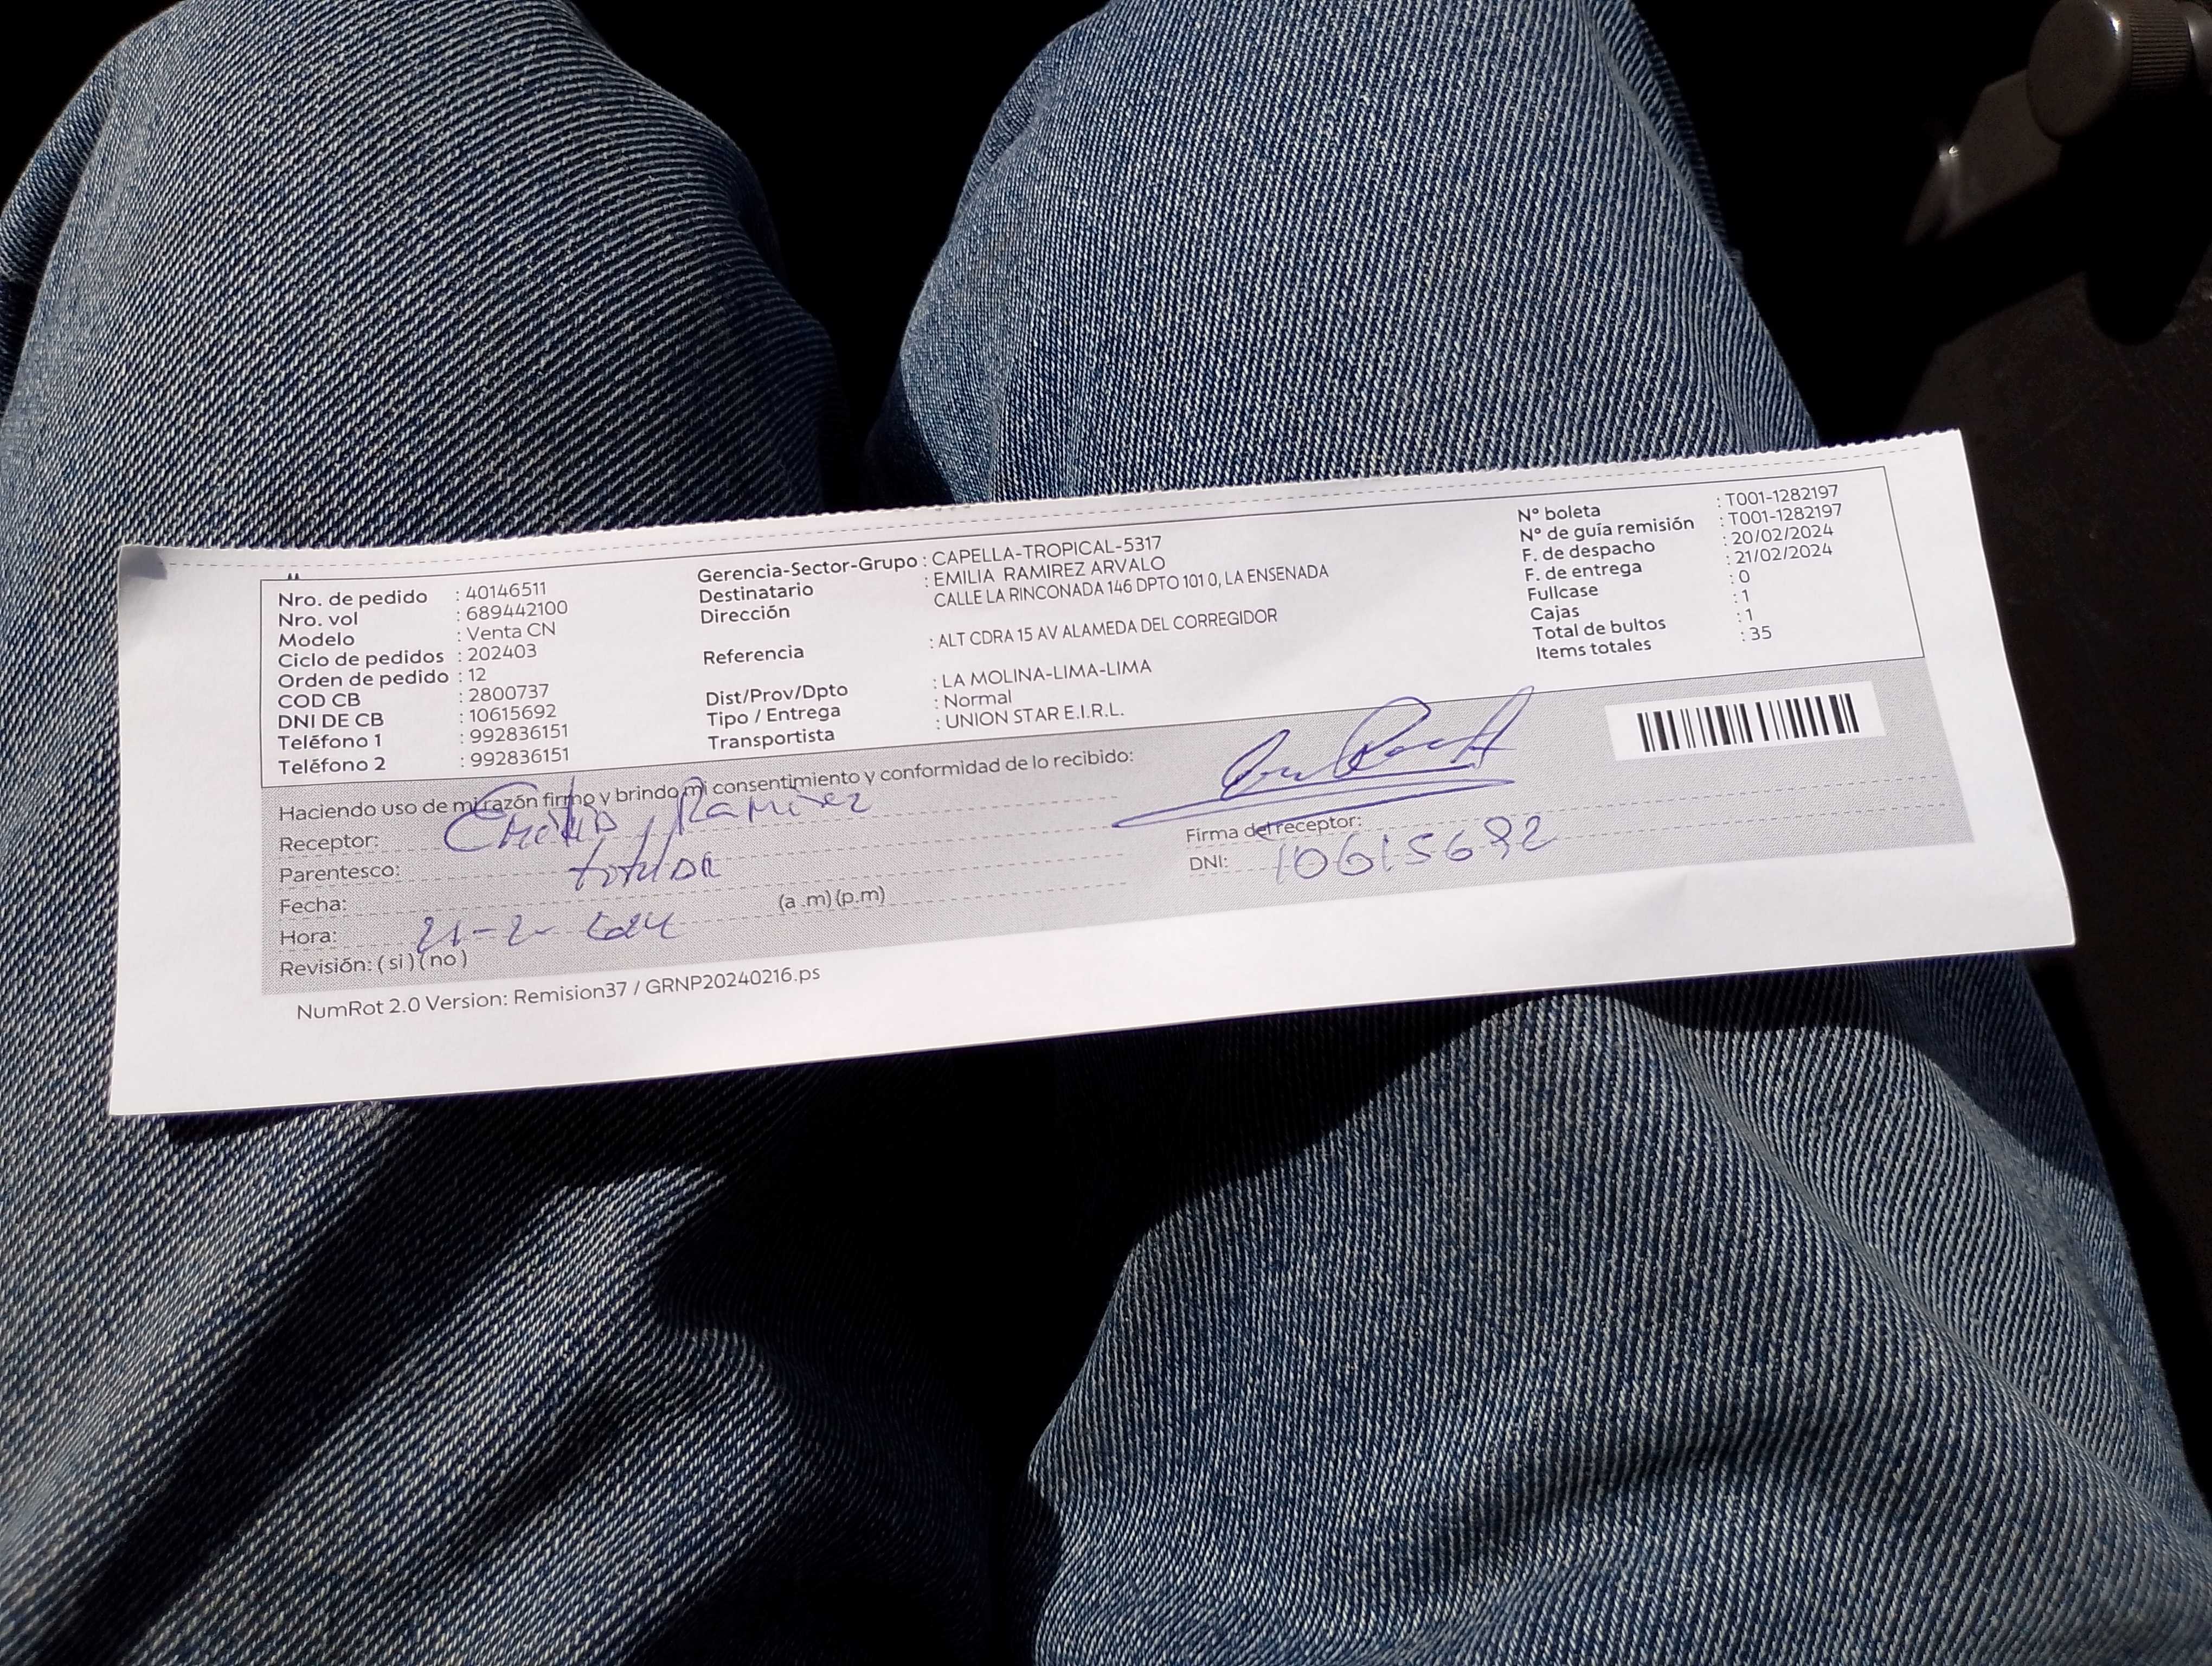 Nro. de pedido : 40146511
Nro. vol : 689442100
Modelo : Venta CN
Ciclo de pedidos : 202403
Orden de pedido : 12
COD CB : 2800737
DNI DE CB : 10615692
Teléfono 1 : 992836151
Teléfono 2 : 992836151
Gerencia-Sector-Grupo : CAPELLA-TROPICAL-5317
Destinatario : EMILIA RAMIREZ ARVALO
Dirección CALLE LA RINCONADA 146 DPTO 101 0, LA ENSENADA
Referencia : ALT CDRA 15 AV ALAMEDA DEL CORREGIDOR
Dist/Prov/Dpto : LA MOLINA-LIMA-LIMA
Tipo / Entrega : Normal
Transportista : UNION STAR E.I.R.L.
N° boleta : T001-1282197
N° de guía remisión : T001-1282197
F. de despacho : 20/02/2024
F. de entrega : 21/02/2024
Fullcase : 0
Cajas : 1
Total de bultos : 1
Items totales : 35
Haciendo uso de mi razón firmo y brindo mi consentimiento y conformidad de lo recibido:
Receptor: Ramirez
Parentesco:
Fecha: (a .m) (p.m)
Hora: 21-2-
Revisión: ( si ) ( no )
Firma del receptor:
DNI: 10615692
NumRot 2.0 Version: Remision37 / GRNP20240216.ps